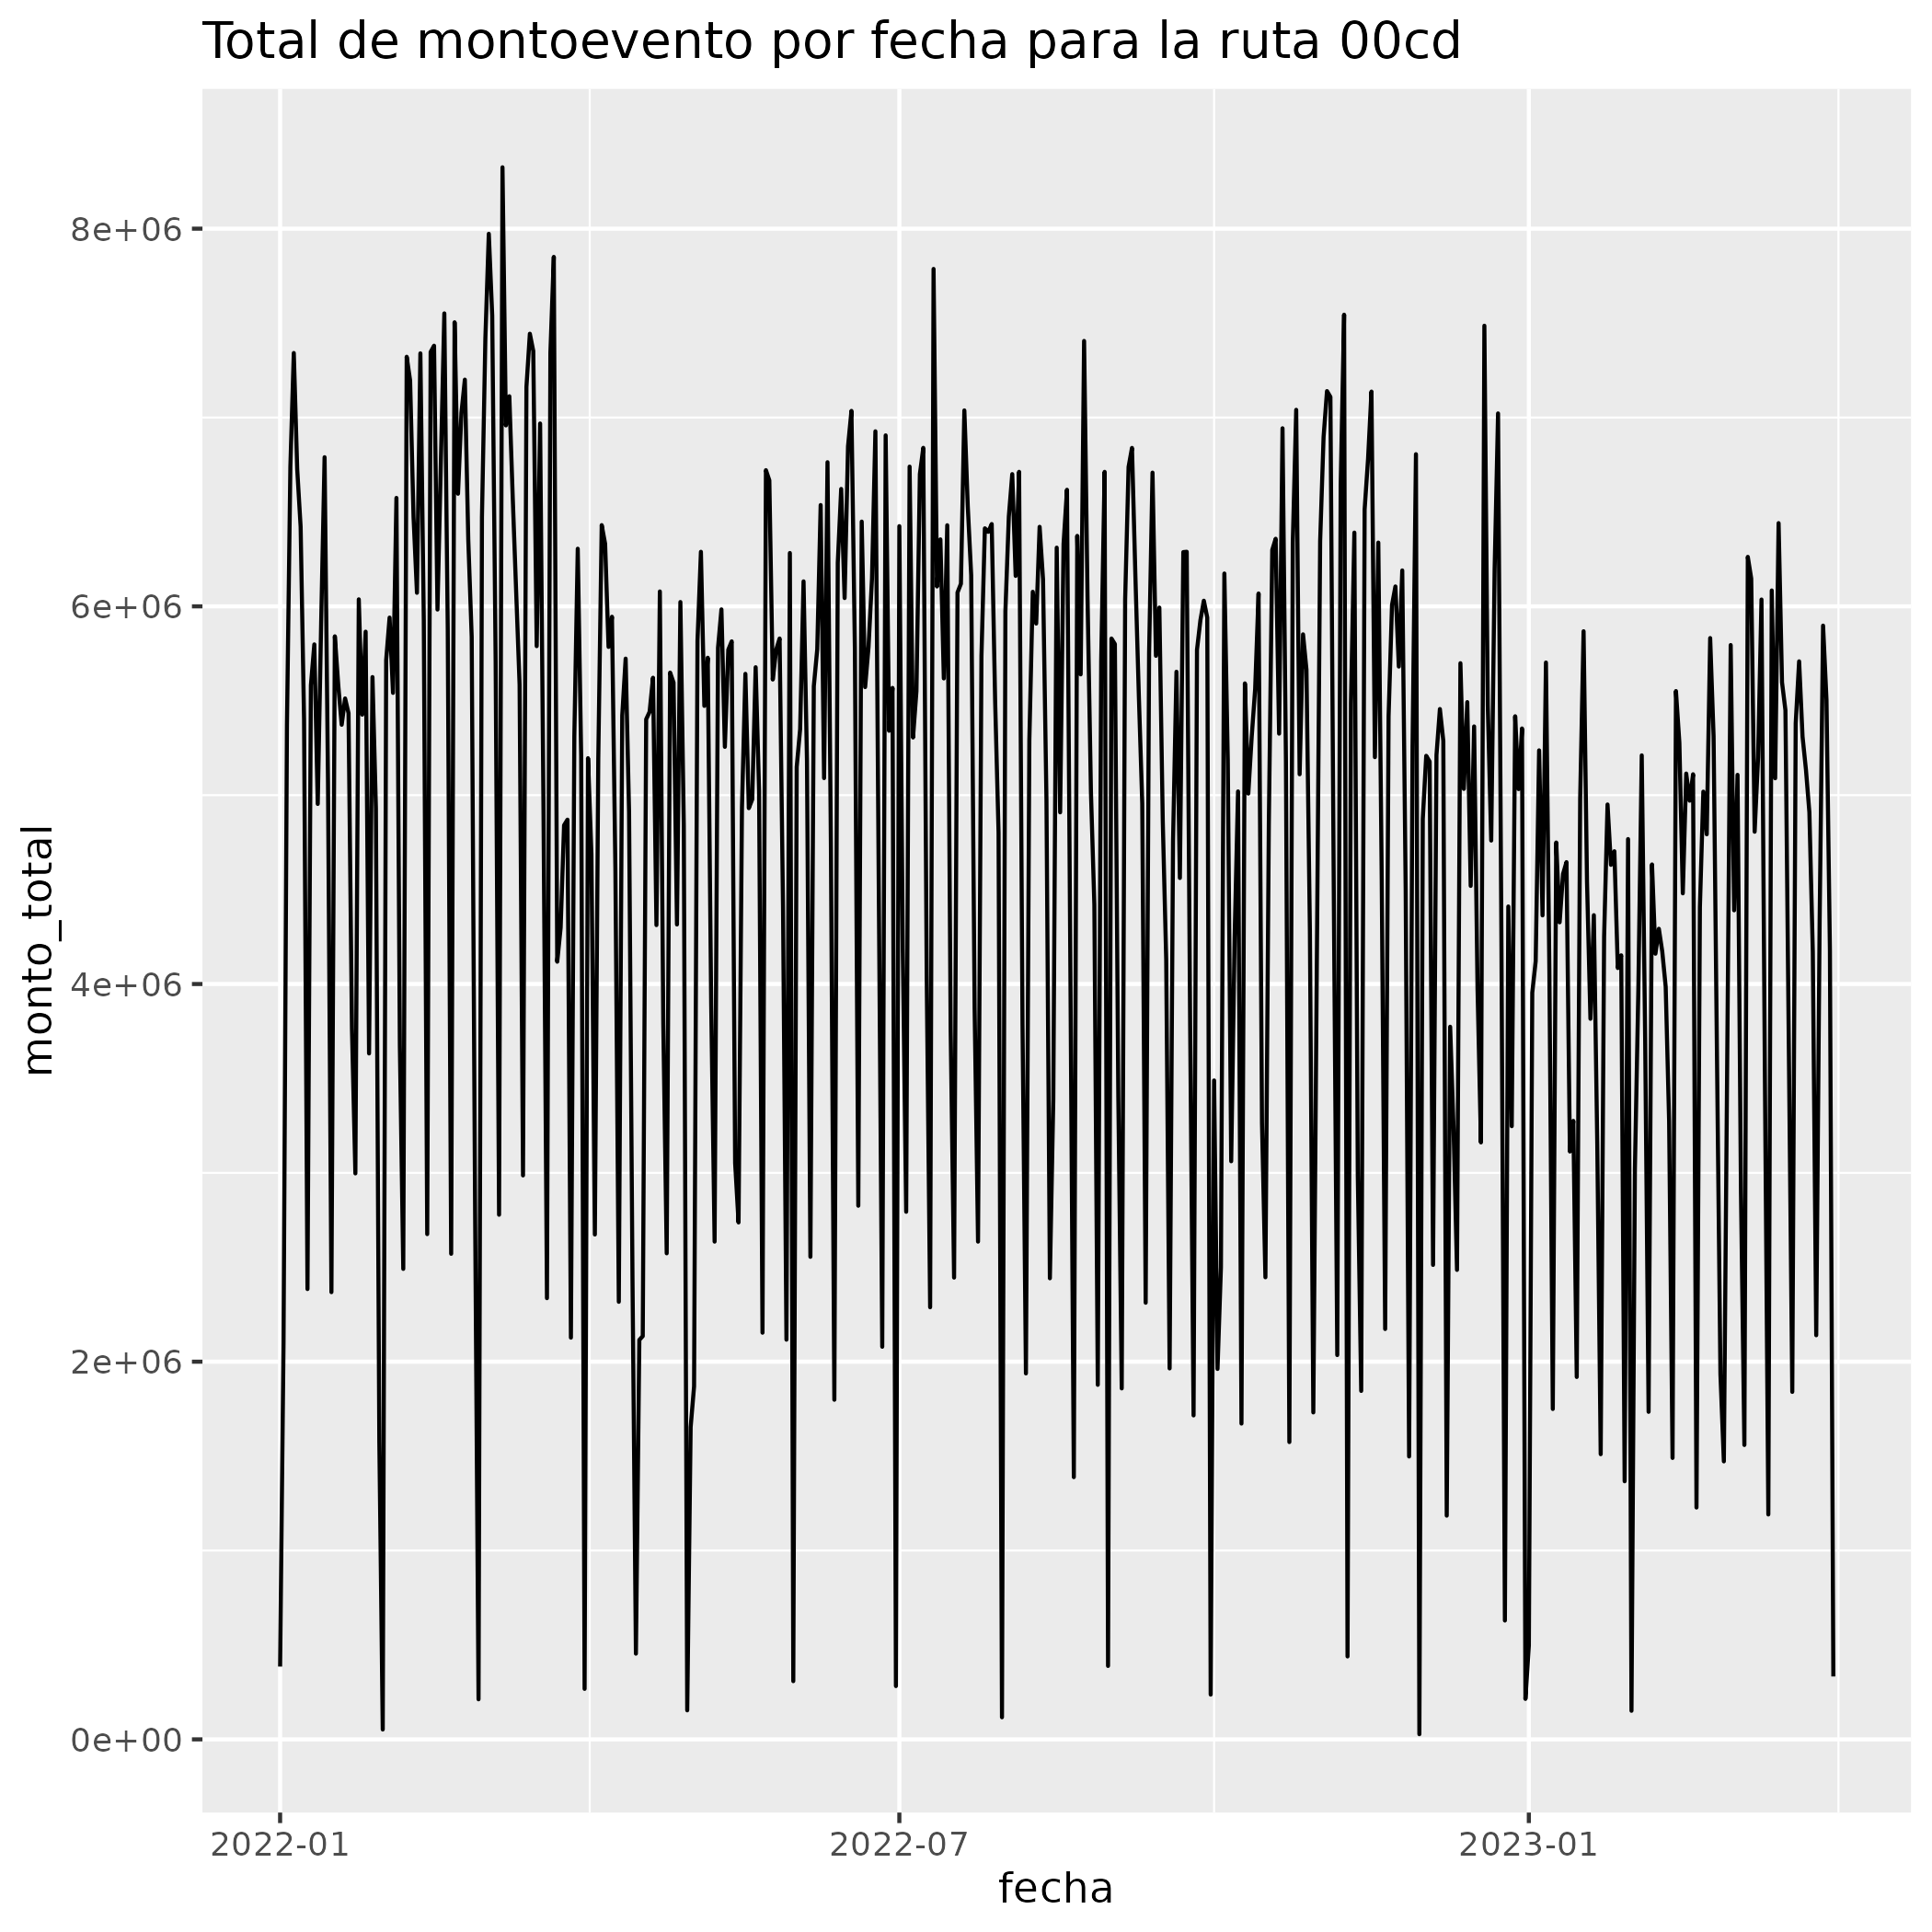 Total de montoevento por fecha para la ruta 00cd
monto_total
8e+06
6e+06
4e+06
2e+06
0e+00
2022-01
2022-07
2023-01
fecha